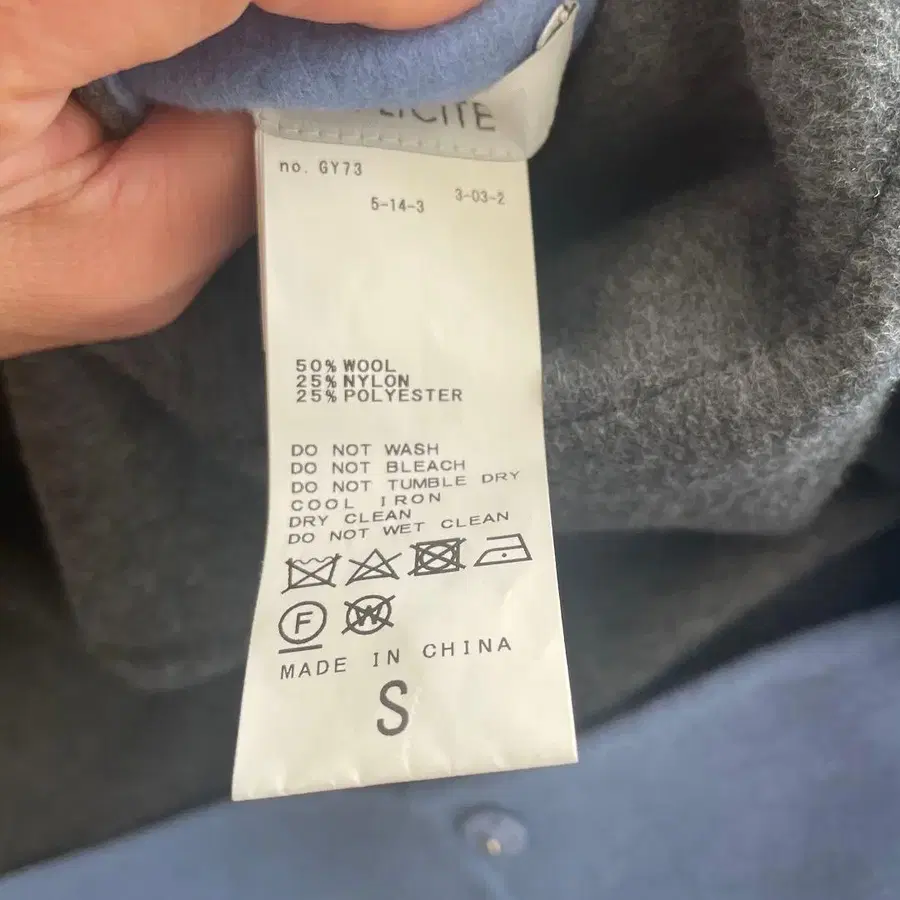 no. GY73
3-03-2
5-14-3
50% WOOL
25% NYLON
25% POLYESTER
DO NOT WASH
DO NOT BLEACH
DO NOT TUMBLE DRY
COOL IRON
DRY CLEAN
DO NOT WET CLEAN
F W
MADE IN CHINA
S